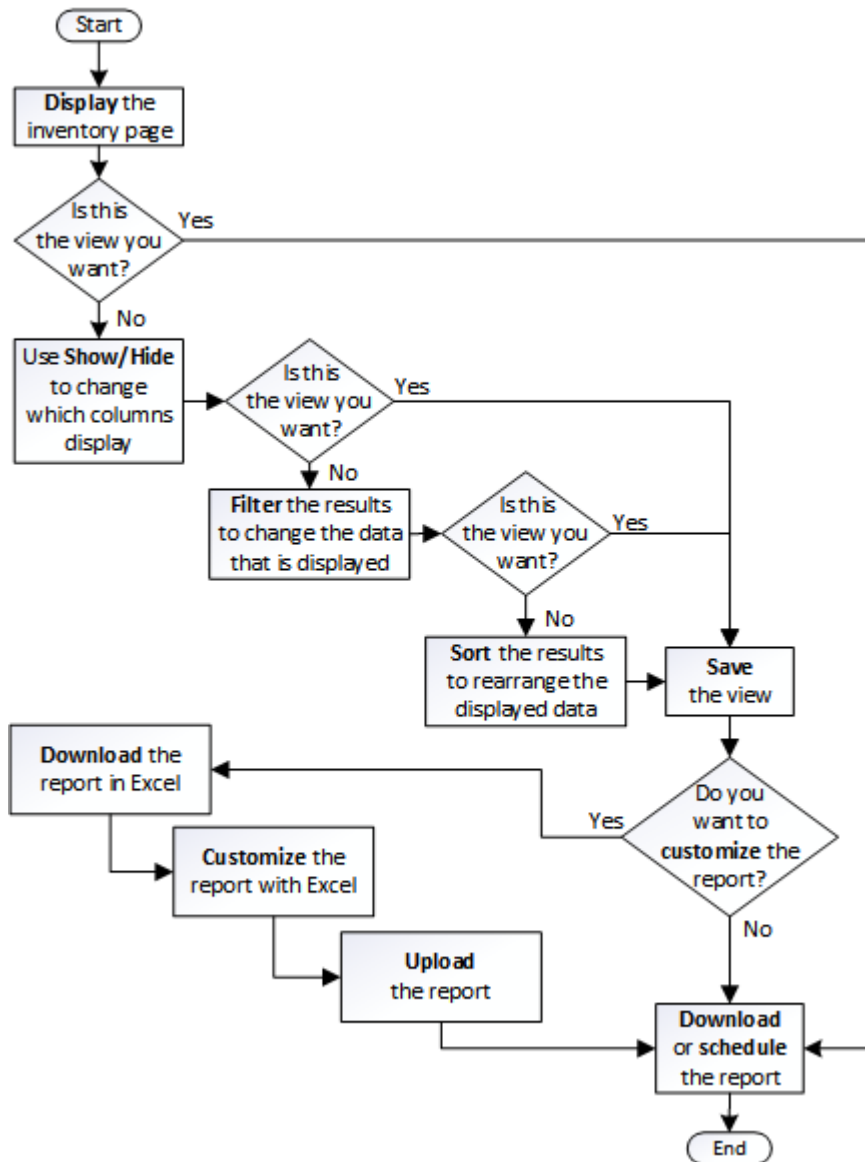 Start
Display the
inventory page
Is this
the view you
want?
Yes
No
Use Show/Hide
to change
which columns
display
Is this
the view you
want?
Yes
No
Filter the results
to change the data
that is displayed
Is this
the view you
want?
Yes
No
Sort the results
to rearrange the
displayed data
Save
the view
Do you
want to
customize the
report?
Yes
No
Download the
report in Excel
Customize the
report with Excel
Upload
the report
Download
or schedule
the report
End